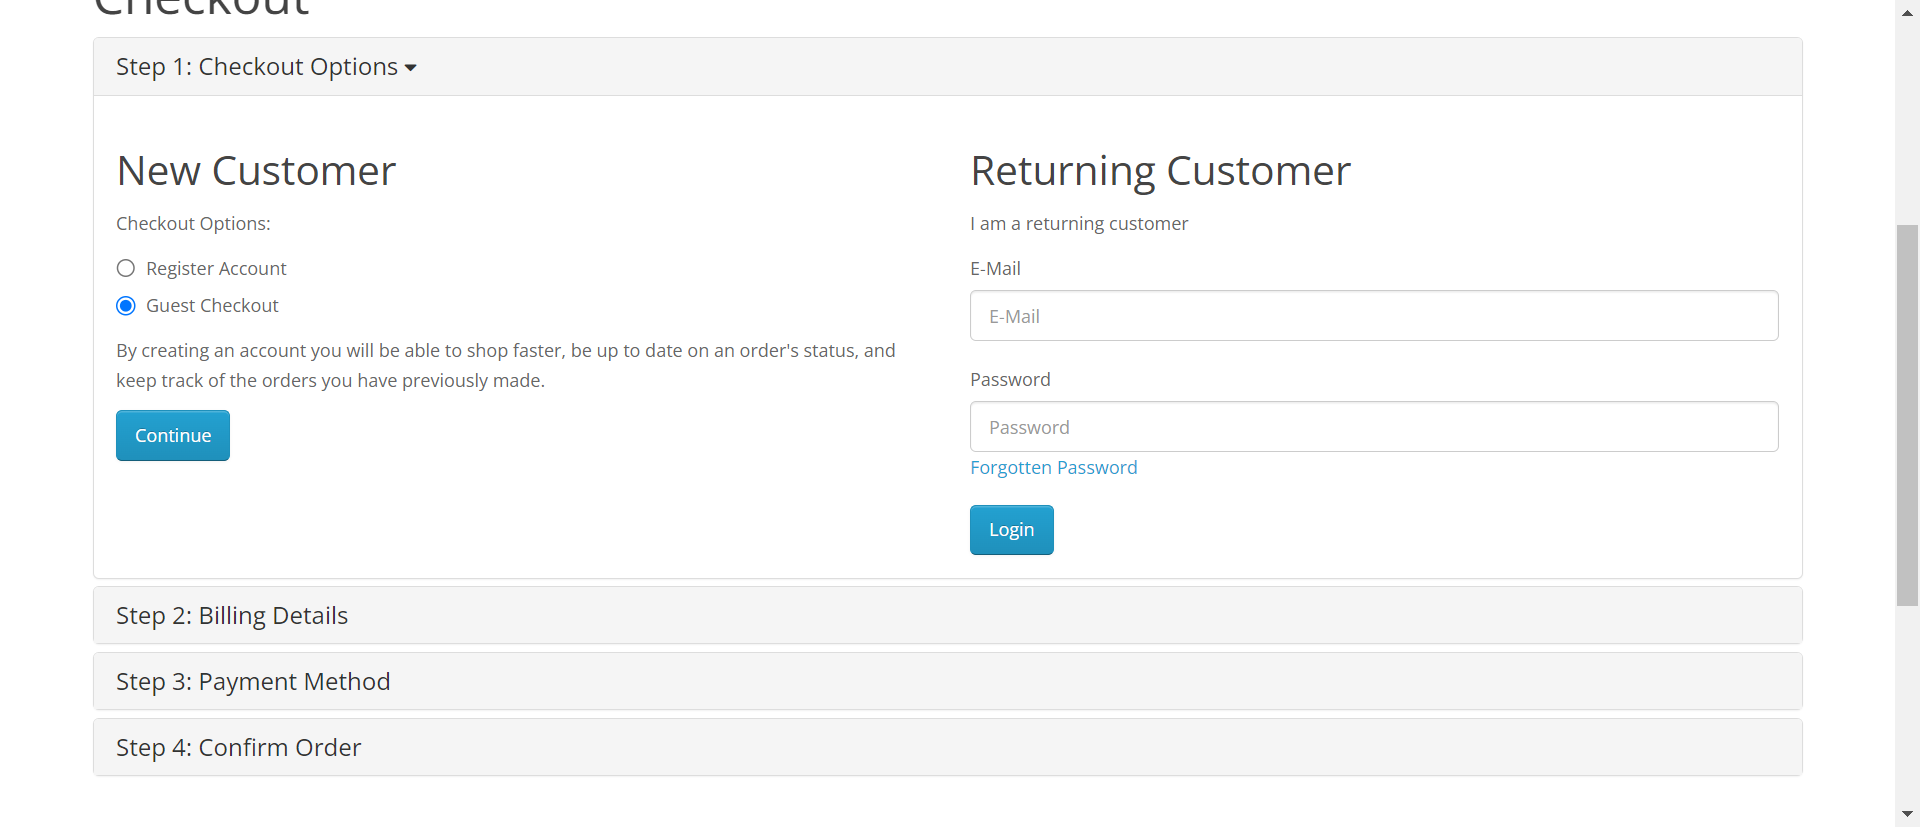 Checkout
Step 1: Checkout Options
New Customer
Checkout Options:
Register Account
Guest Checkout
By creating an account you will be able to shop faster, be up to date on an order's status, and
keep track of the orders you have previously made.
Continue
Returning Customer
I am a returning customer
E-Mail
E-Mail
Password
Password
Forgotten Password
Login
Step 2: Billing Details
Step 3: Payment Method
Step 4: Confirm Order